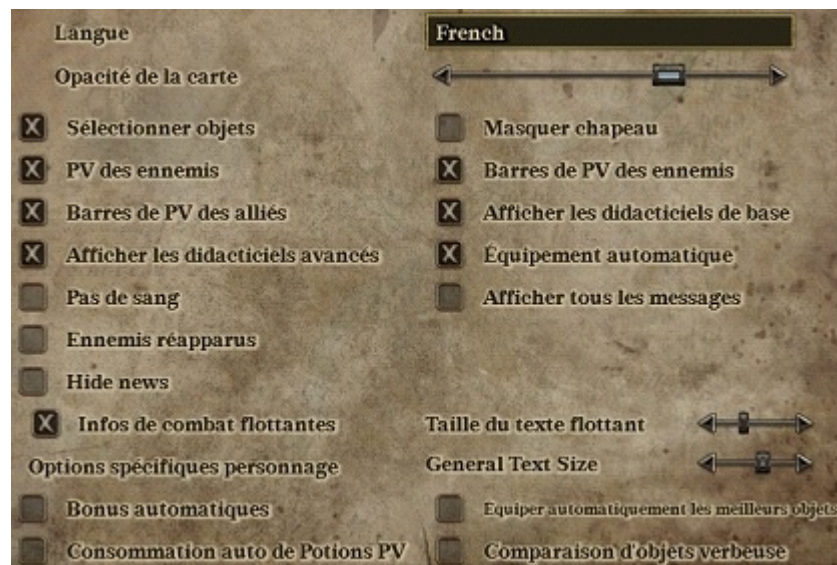 Langue French
Opacité de la carte
Sélectionner objets Masquer chapeau
PV des ennemis Barres de PV des ennemis
Barres de PV des alliés Afficher les didacticiels de base
Afficher les didacticiels avancés Équipement automatique
Pas de sang Afficher tous les messages
Ennemis réapparus
Hide news
Infos de combat flottantes Taille du texte flottant
Options spécifiques personnage General Text Size
Bonus automatiques Equiper automatiquement les meilleurs objets
Consommation auto de Potions PV Comparaison d'objets verbeuse